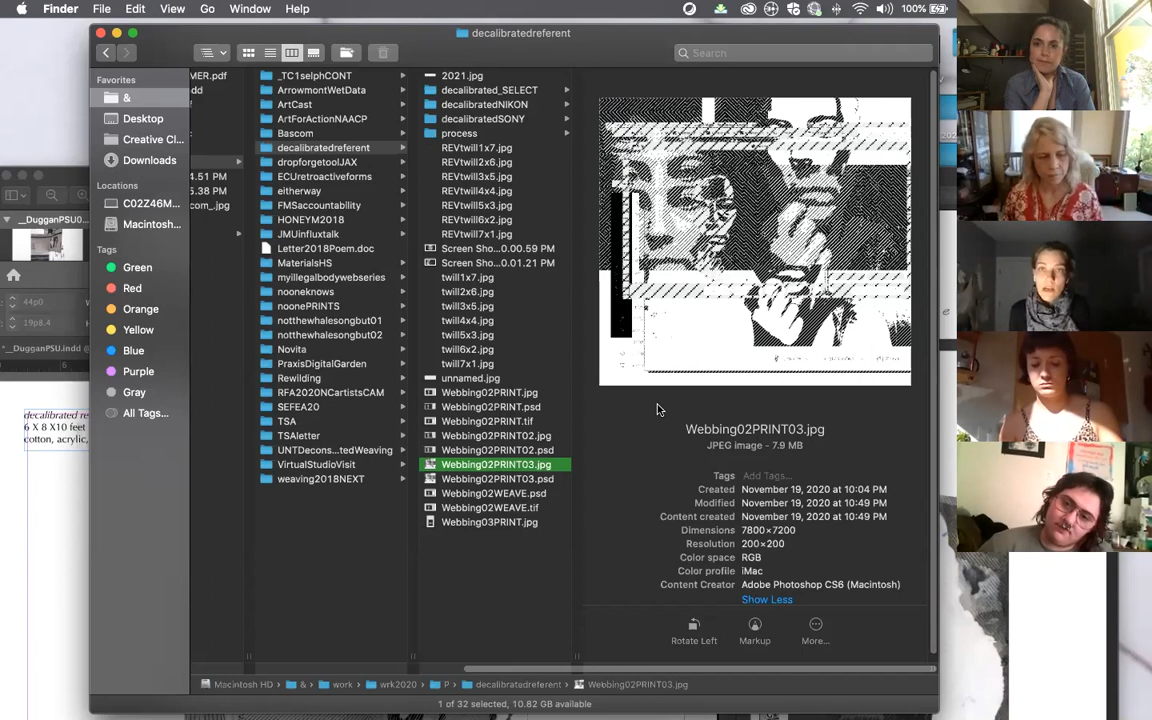 Finder File Edit View Go Window Help 100%
decalibratedreferent
Search
Favorites
&
Desktop
Creative Cl...
Downloads
Locations
C02Z46M...
Macintosh...
Tags
Green
Red
Orange
Yellow
Blue
Purple
Gray
All Tags...
MER.pdf
dd
4.51 PM
5.38 PM
com_.jpg
_TC1selphCONT
ArrowmontWetData
ArtCast
ArtForActionNAACP
Bascom
decalibratedreferent
dropforgetoolJAX
ECUretroactiveforms
eitherway
FMSaccountability
HONEYM2018
JMUinfluxtalk
Letter2018Poem.doc
MaterialsHS
myillegalbodywebseries
nooneknows
noonePRINTS
notthewhalesongbut01
notthewhalesongbut02
Novita
PraxisDigitalGarden
Rewilding
RFA2020NCartistsCAM
SEFEA20
TSA
TSAletter
UNTDecons...tedWeaving
VirtualStudioVisit
weaving2018NEXT
2021.jpg
decalibrated_SELECT
decalibratedNIKON
decalibratedSONY
process
REVtwill1x7.jpg
REVtwill2x6.jpg
REVtwill3x5.jpg
REVtwill4x4.jpg
REVtwill5x3.jpg
REVtwill6x2.jpg
REVtwill7x1.jpg
Screen Sho...0.00.59 PM
Screen Sho...0.01.21 PM
twill1x7.jpg
twill2x6.jpg
twill3x5.jpg
twill4x4.jpg
twill5x3.jpg
twill6x2.jpg
twill7x1.jpg
unnamed.jpg
Webbing02PRINT.jpg
Webbing02PRINT.psd
Webbing02PRINT.tif
Webbing02PRINT02.jpg
Webbing02PRINT02.psd
Webbing02PRINT03.jpg
Webbing02PRINT03.psd
Webbing02WEAVE.psd
Webbing02WEAVE.tif
Webbing03PRINT.jpg
Webbing02PRINT03.jpg
JPEG image - 7.9 MB
Tags Add Tags...
Created November 19, 2020 at 10:04 PM
Modified November 19, 2020 at 10:49 PM
Content created November 19, 2020 at 10:49 PM
Dimensions 7800×7200
Resolution 200×200
Color space RGB
Color profile iMac
Content Creator Adobe Photoshop CS6 (Macintosh)
Show Less
Rotate Left Markup More...
Macintosh HD & work wrk2020 P decalibratedreferent Webbing02PRINT03.jpg
1 of 32 selected, 10.82 GB available
__DugganPSU0...
44p0
19p8.4
*__DugganPSU.indd @
6
decalibrated re
6 X 8 X10 feet
cotton, acrylic,